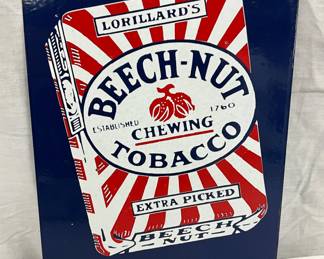 LORILLARD'S
BEECH-NUT
ESTABLISHED 1760
CHEWING
TOBACCO
EXTRA PICKED
BEECH
-NUT-